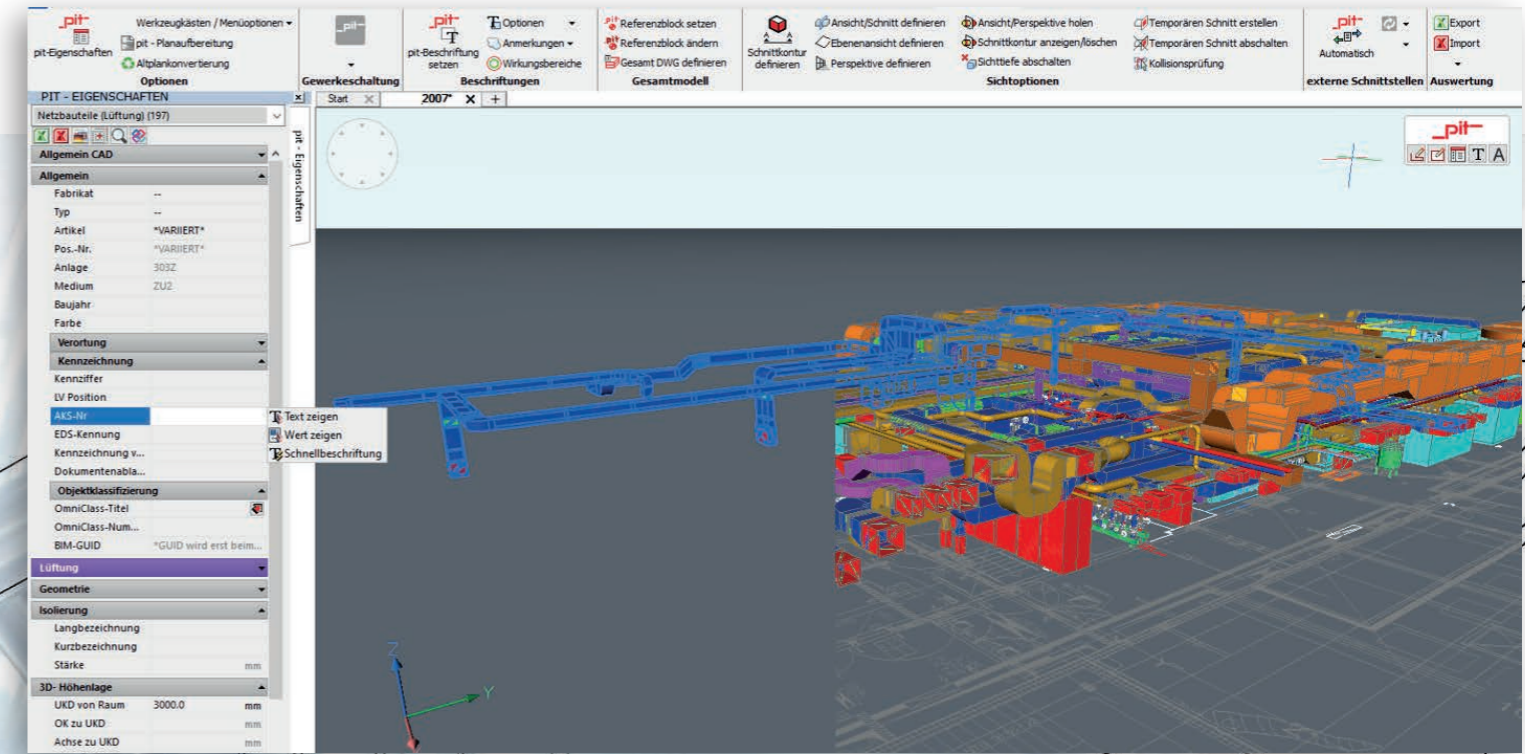 _pit-
pit-Eigenschaften
Werkzeugkästen / Menüoptionen
pit - Planaufbereitung
Altplankonvertierung
Optionen
_pit-
Gewerkeschaltung
_pit-
T
pit-Beschriftung
setzen
Optionen
Anmerkungen
Wirkungsbereiche
Beschriftungen
Referenzblock setzen
Referenzblock ändern
Gesamt DWG definieren
Gesamtmodell
Schnittkontur
definieren
Ansicht/Schnitt definieren
Ebenenansicht definieren
Perspektive definieren
Ansicht/Perspektive holen
Schnittkontur anzeigen/löschen
Sichttiefe abschalten
Temporären Schnitt erstellen
Temporären Schnitt abschalten
Kollisionsprüfung
Sichtoptionen
_pit-
Automatisch
externe Schnittstellen
Export
Import
Auswertung
PIT - EIGENSCHAFTEN
Netzbauteile (Lüftung) (197)
Allgemein CAD
Allgemein
Fabrikat --
Typ --
Artikel *VARIIERT*
Pos.-Nr. *VARIIERT*
Anlage 303Z
Medium ZU2
Baujahr
Farbe
Verortung
Kennzeichnung
Kennziffer
LV Position
AKS-Nr
EDS-Kennung
Kennzeichnung v...
Dokumentenabla...
Objektklassifizierung
OmniClass-Titel
OmniClass-Num...
BIM-GUID *GUID wird erst beim...
Lüftung
Geometrie
Isolierung
Langbezeichnung
Kurzbezeichnung
Stärke mm
3D- Höhenlage
UKD von Raum 3000.0 mm
OK zu UKD mm
Achse zu UKD mm
pit - Eigenschaften
Text zeigen
Wert zeigen
Schnellbeschriftung
Start
2007*
_pit-
T A
Z
Y